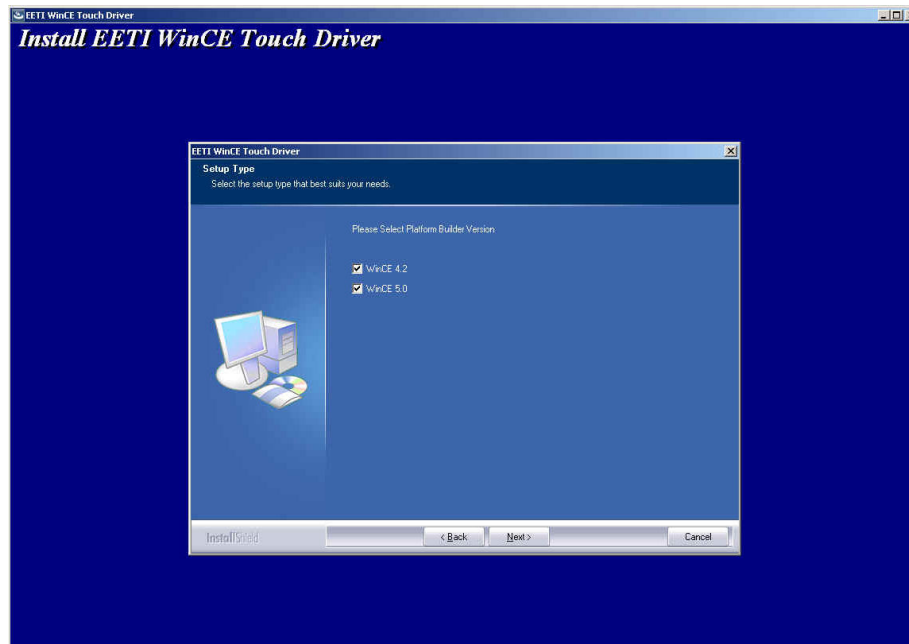 EETI WinCE Touch Driver
Install EETI WinCE Touch Driver
EETI WinCE Touch Driver
Setup Type
Select the setup type that best suits your needs.
Please Select Platform Builder Version
WinCE 4.2
WinCE 5.0
InstallShield
< Back
Next >
Cancel